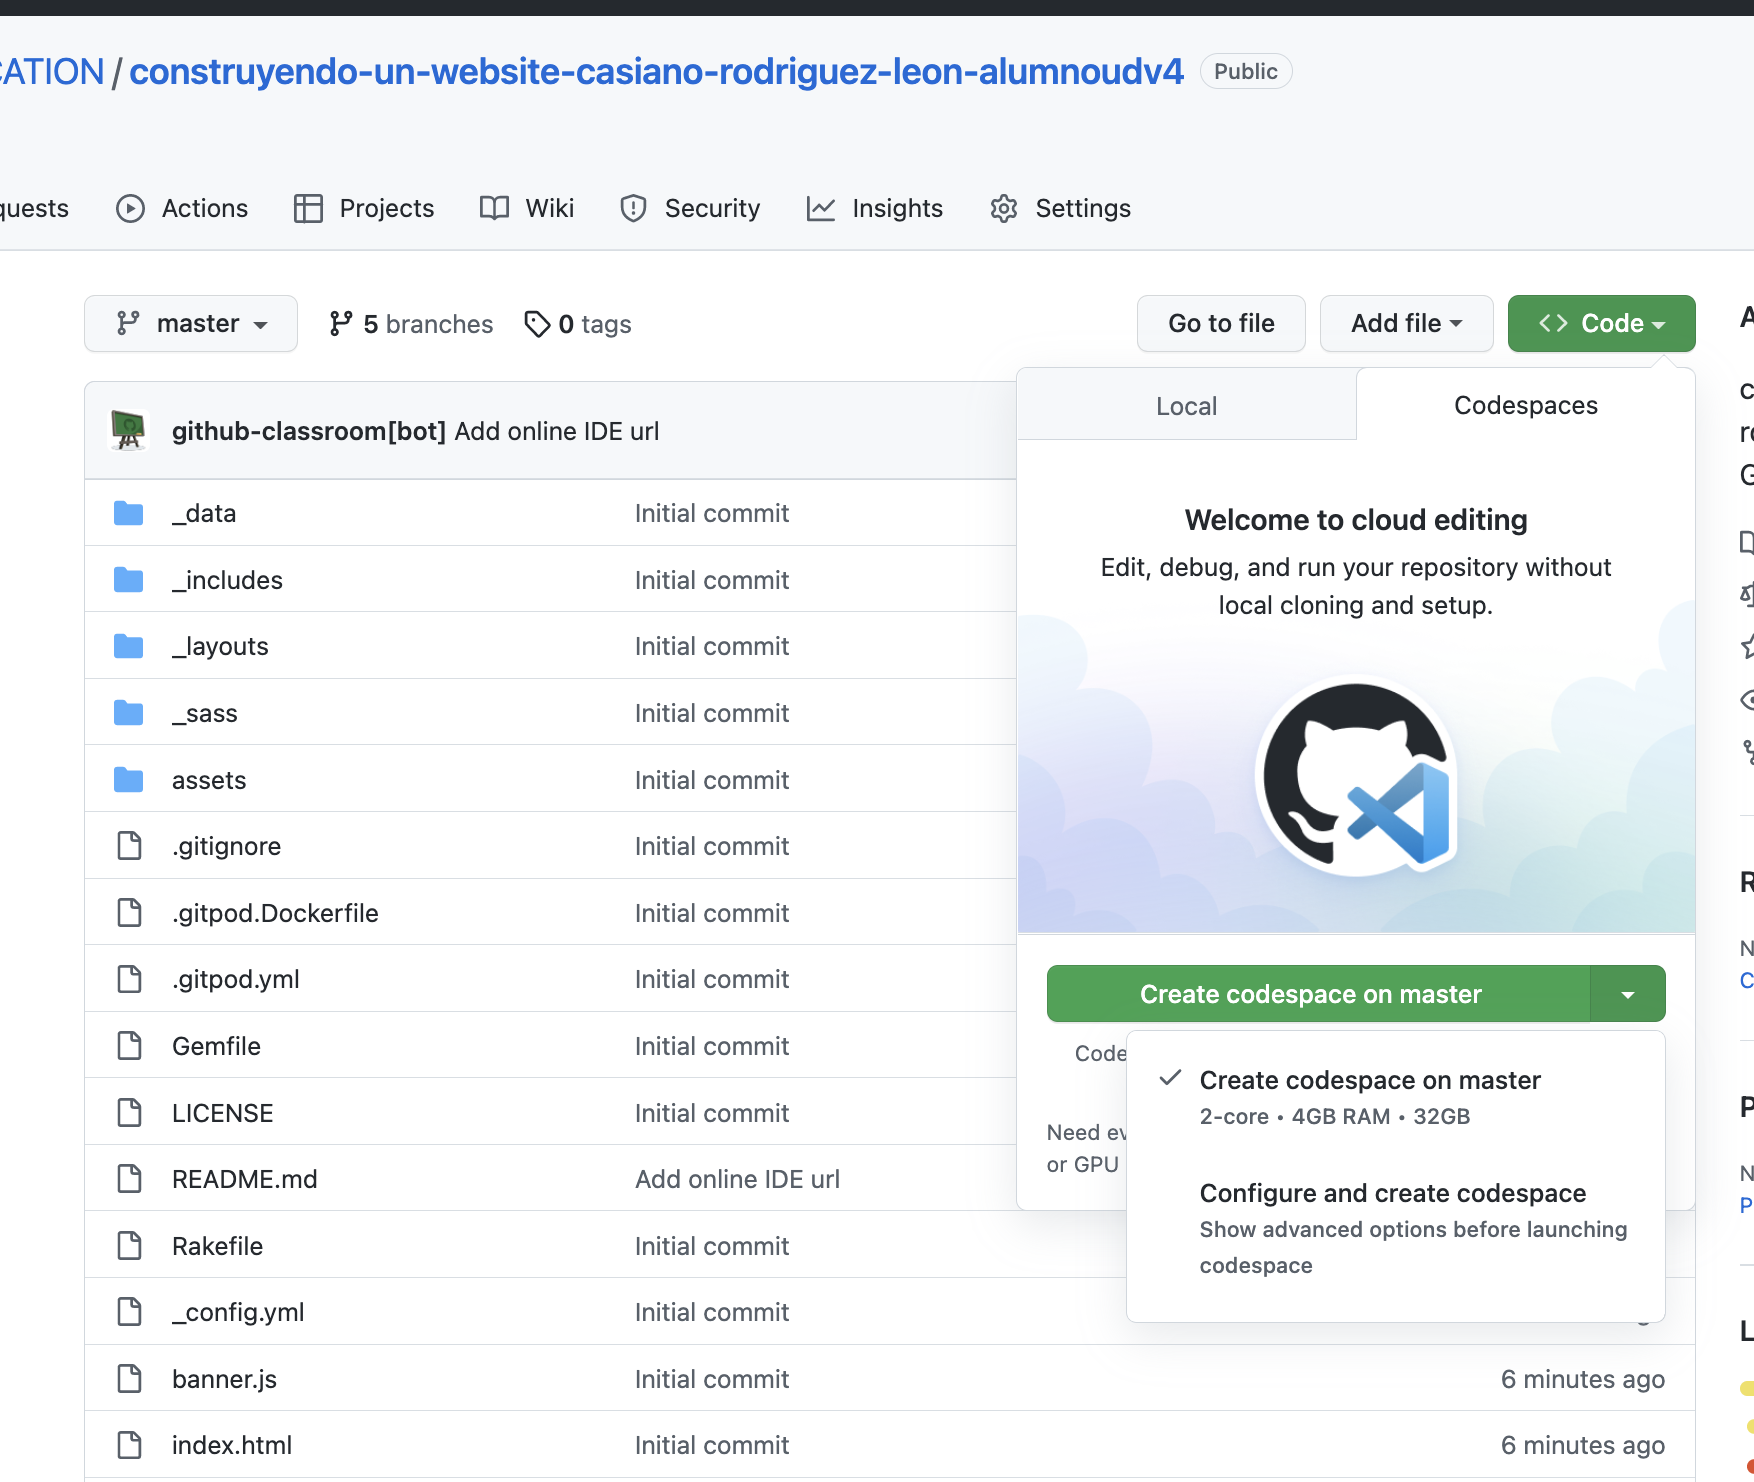 CATION / construyendo-un-website-casiano-rodriguez-leon-alumnoudv4 Public
quests Actions Projects Wiki Security Insights Settings
master 5 branches 0 tags Go to file Add file <> Code
Local Codespaces
github-classroom[bot] Add online IDE url
Welcome to cloud editing
Edit, debug, and run your repository without
local cloning and setup.
_data Initial commit
_includes Initial commit
_layouts Initial commit
_sass Initial commit
assets Initial commit
.gitignore Initial commit
.gitpod.Dockerfile Initial commit
.gitpod.yml Initial commit
Gemfile Initial commit
LICENSE Initial commit
README.md Add online IDE url
Rakefile Initial commit
_config.yml Initial commit
banner.js Initial commit 6 minutes ago
index.html Initial commit 6 minutes ago
Create codespace on master
Code
Need ev
or GPU
Create codespace on master
2-core • 4GB RAM • 32GB
Configure and create codespace
Show advanced options before launching
codespace